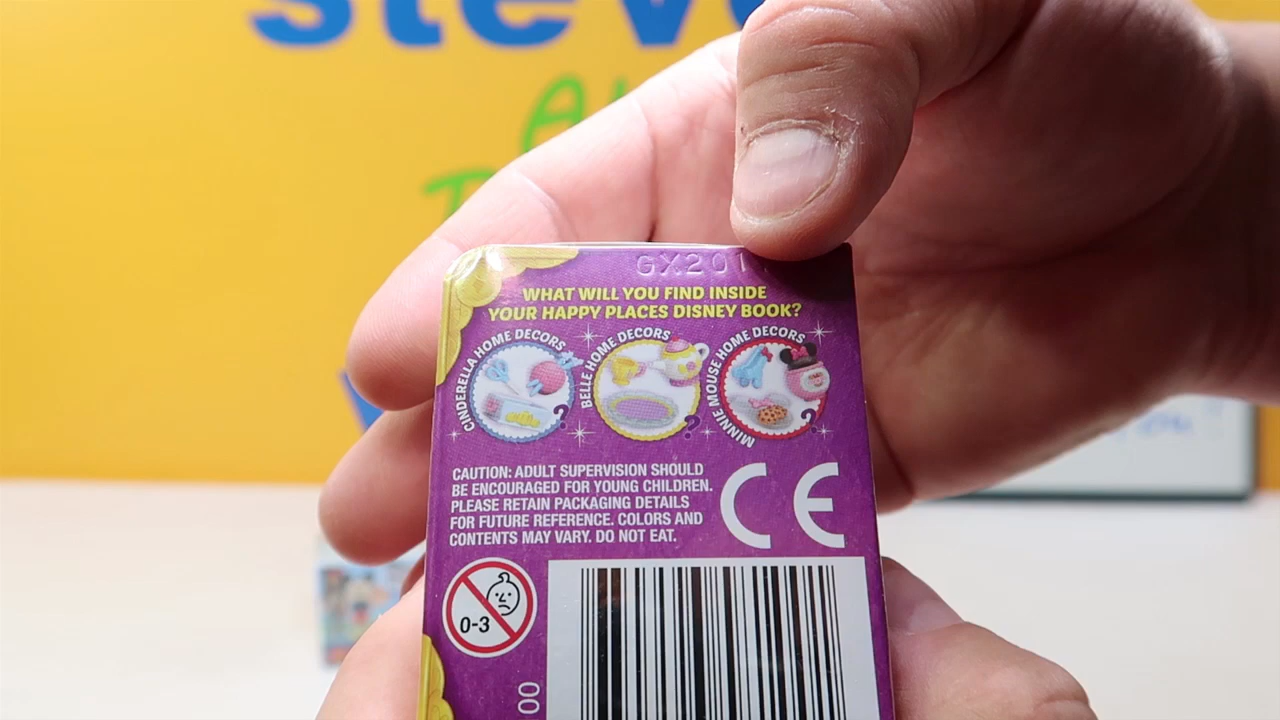 WHAT WILL YOU FIND INSIDE
YOUR HAPPY PLACES DISNEY BOOK?
CINDERELLA HOME DECORS
?
BELLE HOME DECORS
?
MINNIE MOUSE HOME DECORS
?
CAUTION: ADULT SUPERVISION SHOULD
BE ENCOURAGED FOR YOUNG CHILDREN.
PLEASE RETAIN PACKAGING DETAILS
FOR FUTURE REFERENCE. COLORS AND
CONTENTS MAY VARY. DO NOT EAT.
CE
0-3
00